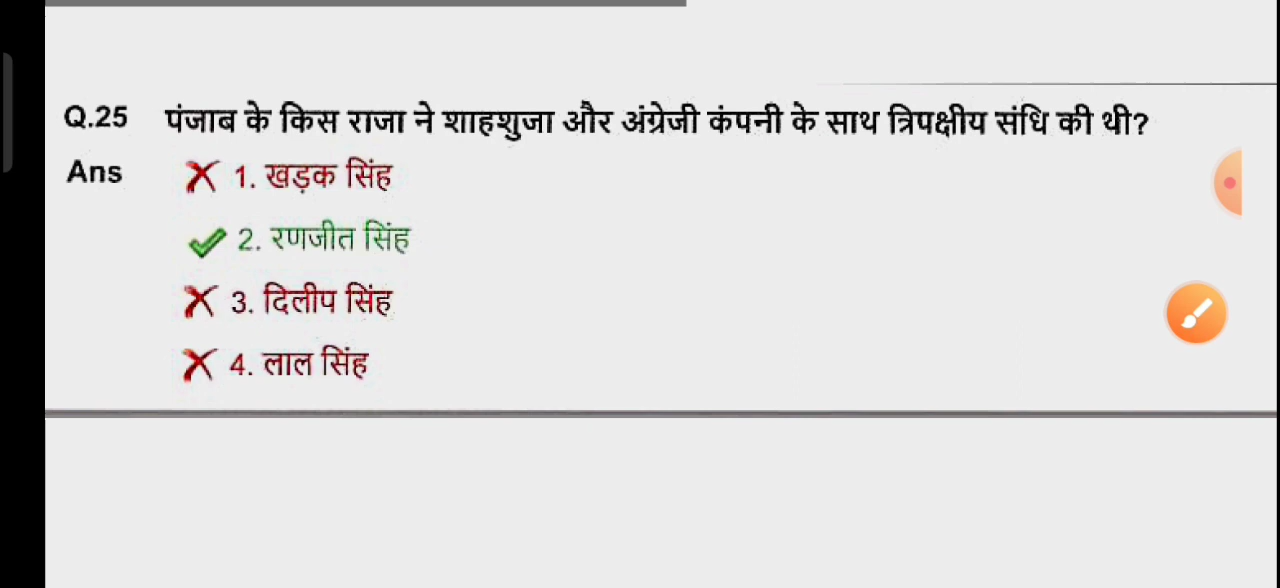 Q.25 पंजाब के किस राजा ने शाहशुजा और अंग्रेजी कंपनी के साथ त्रिपक्षीय संधि की थी?
Ans 1. खड़क सिंह
2. रणजीत सिंह
3. दिलीप सिंह
4. लाल सिंह